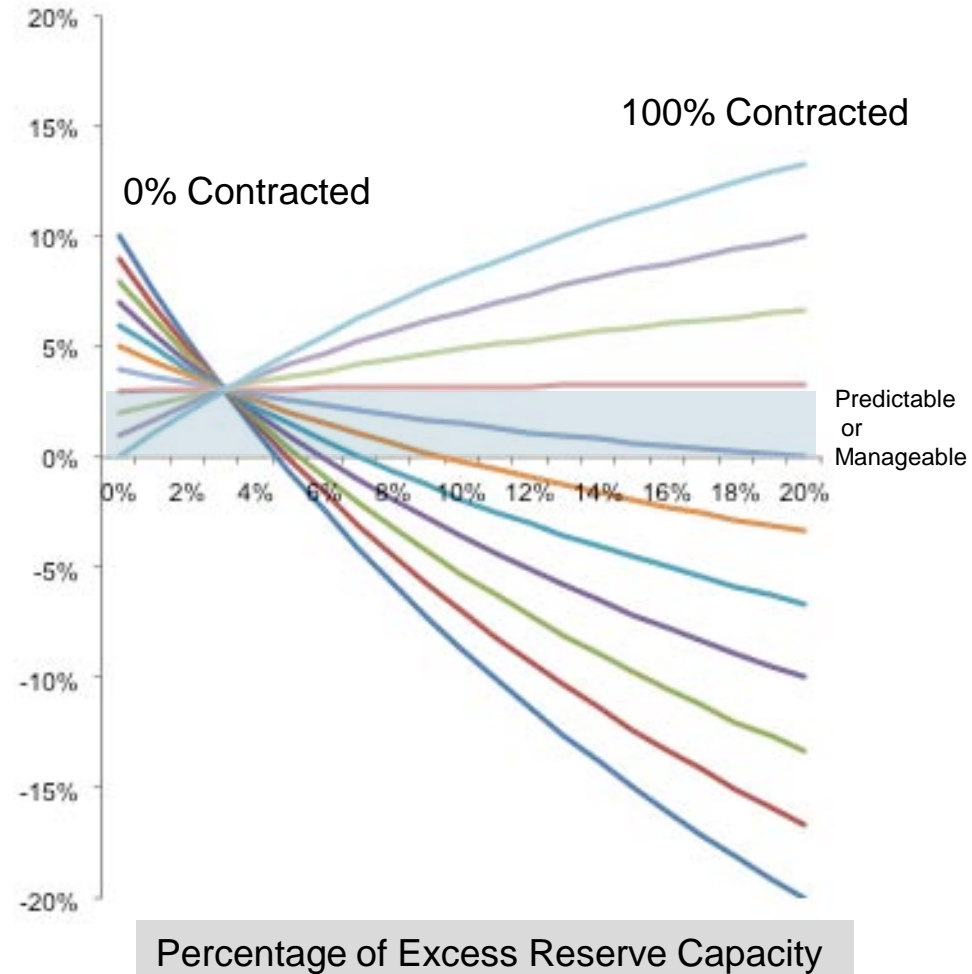 20%
15%
100% Contracted
0% Contracted
10%
5%
Predictable
or
Manageable
0%
0% 2% 4% 6% 8% 10% 12% 14% 16% 18% 20%
-5%
-10%
-15%
-20%
Percentage of Excess Reserve Capacity